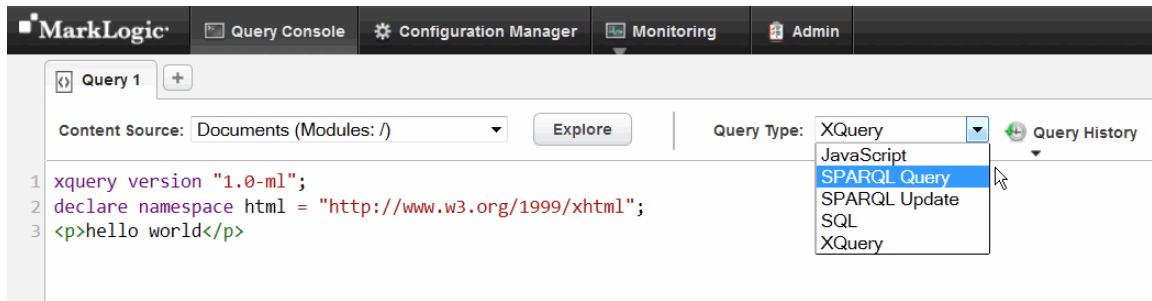 MarkLogic Query Console Configuration Manager Monitoring Admin
Query 1 +
Content Source: Documents (Modules: /) Explore Query Type: XQuery Query History
JavaScript
SPARQL Query
SPARQL Update
SQL
XQuery
1 xquery version "1.0-ml";
2 declare namespace html = "http://www.w3.org/1999/xhtml";
3 <p>hello world</p>